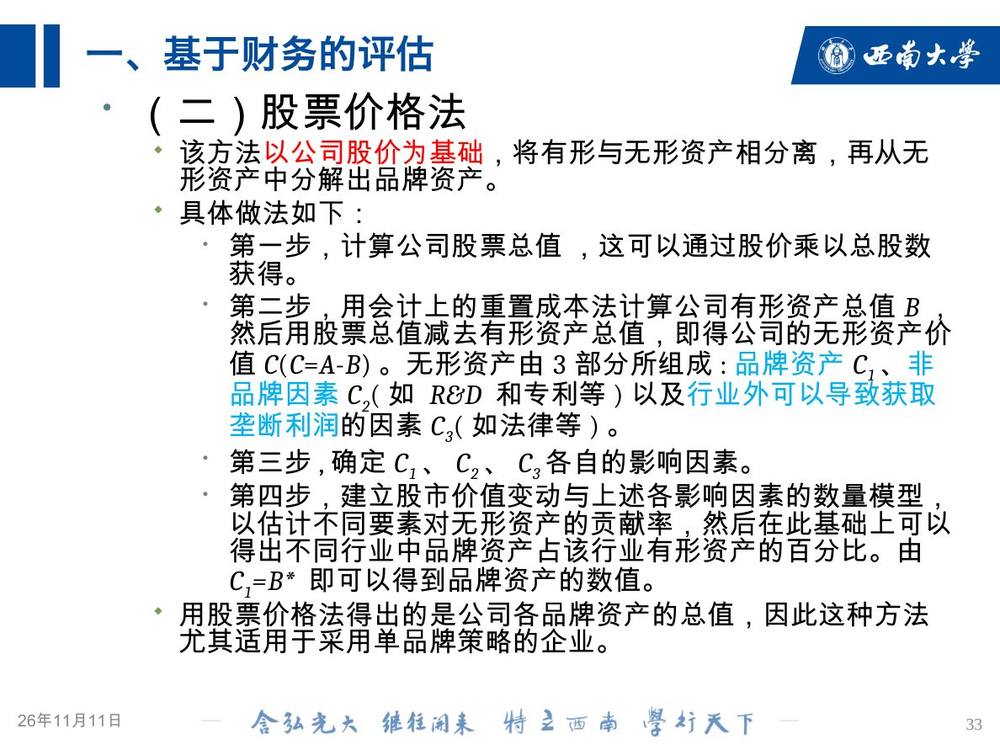 一、基于财务的评估
西南大学
（二）股票价格法
该方法以公司股价为基础，将有形与无形资产相分离，再从无
形资产中分解出品牌资产。
具体做法如下：
第一步，计算公司股票总值 ，这可以通过股价乘以总股数
获得。
第二步，用会计上的重置成本法计算公司有形资产总值 B ，
然后用股票总值减去有形资产总值，即得公司的无形资产价
值 C(C=A-B) 。无形资产由 3 部分所组成 : 品牌资产 C1 、非
品牌因素 C2( 如 R&D 和专利等 ) 以及行业外可以导致获取
垄断利润的因素 C3( 如法律等 ) 。
第三步 , 确定 C1 、 C2 、 C3 各自的影响因素。
第四步，建立股市价值变动与上述各影响因素的数量模型，
以估计不同要素对无形资产的贡献率，然后在此基础上可以
得出不同行业中品牌资产占该行业有形资产的百分比。由
C1=B* 即可以得到品牌资产的数值。
用股票价格法得出的是公司各品牌资产的总值，因此这种方法
尤其适用于采用单品牌策略的企业。
26年11月11日
含弘光大 继往开来 特立西南 学行天下
33